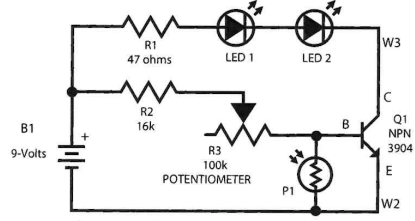 R1
47 ohms
LED 1
LED 2
W3
R2
16k
C
B1
9-Volts
+
R3
100k
POTENTIOMETER
B
Q1
NPN
3904
P1
E
W2